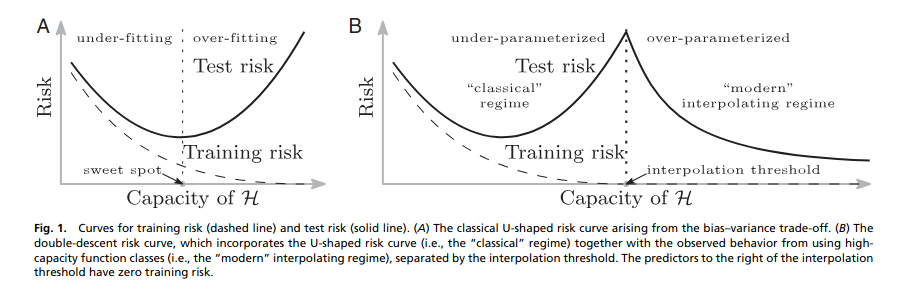 A
under-fitting
over-fitting
Test risk
Risk
Training risk
sweet spot
Capacity of ℋ
B
under-parameterized
over-parameterized
Test risk
“classical”
regime
“modern”
interpolating regime
Risk
Training risk
interpolation threshold
Capacity of ℋ
Fig. 1. Curves for training risk (dashed line) and test risk (solid line). (A) The classical U-shaped risk curve arising from the bias–variance trade-off. (B) The
double-descent risk curve, which incorporates the U-shaped risk curve (i.e., the “classical” regime) together with the observed behavior from using high-
capacity function classes (i.e., the “modern” interpolating regime), separated by the interpolation threshold. The predictors to the right of the interpolation
threshold have zero training risk.